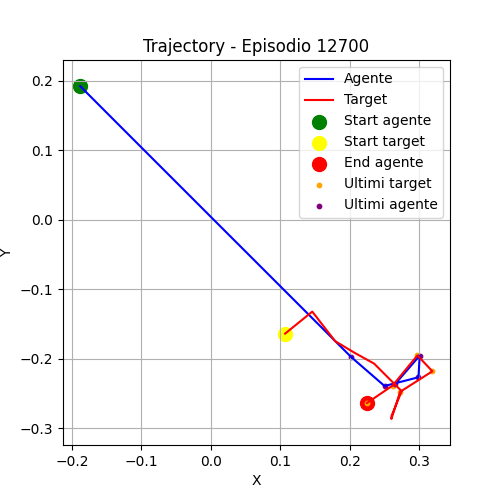 Trajectory - Episodio 12700
Agente
Target
Start agente
Start target
End agente
Ultimi target
Ultimi agente
0.2
0.1
0.0
−0.1
−0.2
−0.3
Y
−0.2
−0.1
0.0
0.1
0.2
0.3
X